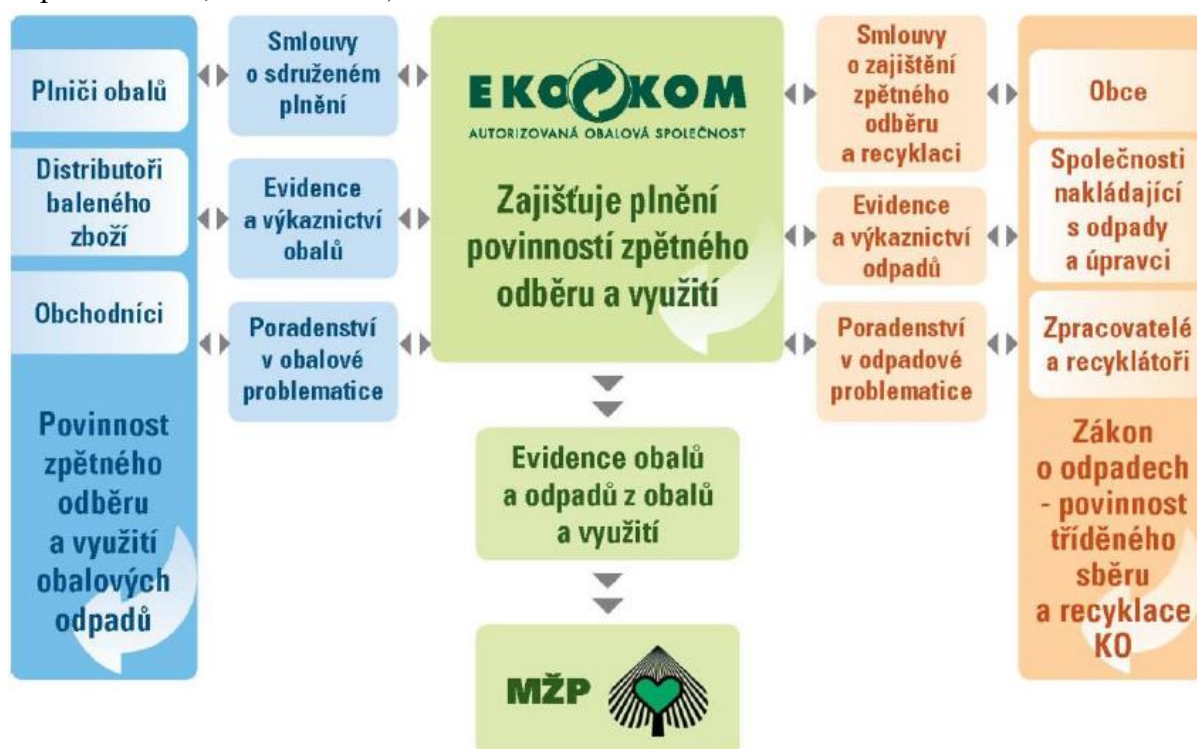 Plniči obalů
Distributoři
baleného
zboží
Obchodníci
Povinnost
zpětného
odběru
a využití
obalových
odpadů
Smlouvy
o sdruženém
plnění
Evidence
a výkaznictví
obalů
Poradenství
v obalové
problematice
EKO KOM
AUTORIZOVANÁ OBALOVÁ SPOLEČNOST
Zajišťuje plnění
povinností zpětného
odběru a využití
Evidence obalů
a odpadů z obalů
a využití
MŽP
Smlouvy
o zajištění
zpětného
odběru
a recyklaci
Evidence
a výkaznictví
odpadů
Poradenství
v odpadové
problematice
Obce
Společnosti
nakládající
s odpady
a úpravci
Zpracovatelé
a recyklátoři
Zákon
o odpadech
- povinnost
tříděného
sběru
a recyklace
KO